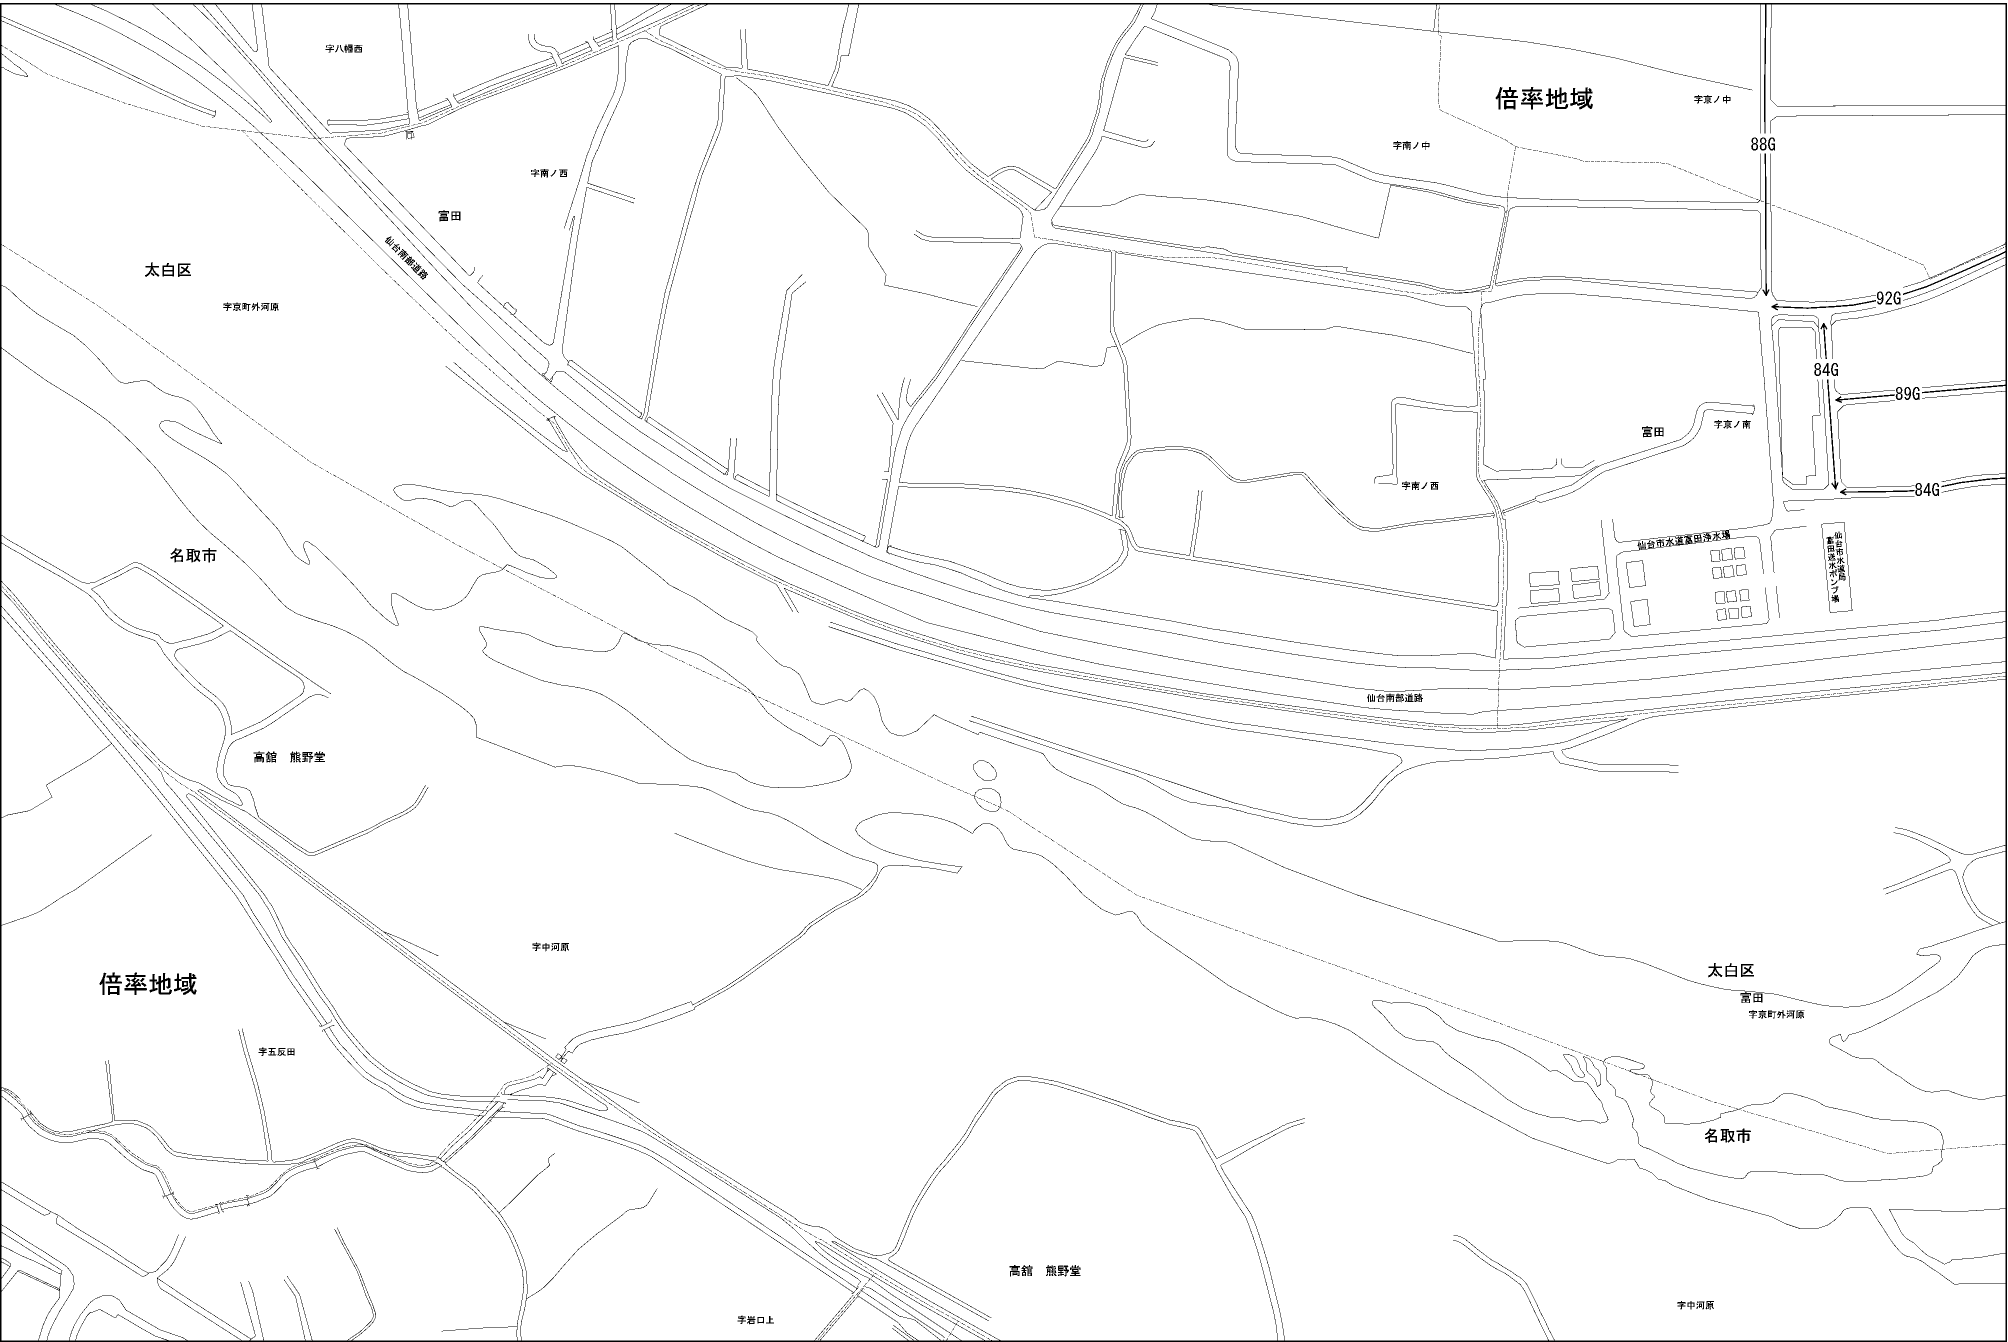 字八幡西
倍率地域
字京ノ中
88G
字南ノ中
字南ノ西
富田
仙台南部道路
太白区
字京町外河原
92G
84G
89G
富田
字京ノ南
字南ノ西
84G
仙台市水道富田浄水場
仙台市水道局
富田送水ポンプ場
名取市
仙台南部道路
高舘　熊野堂
字中河原
太白区
倍率地域
富田
字京町外河原
字五反田
名取市
高舘　熊野堂
字中河原
字岩口上